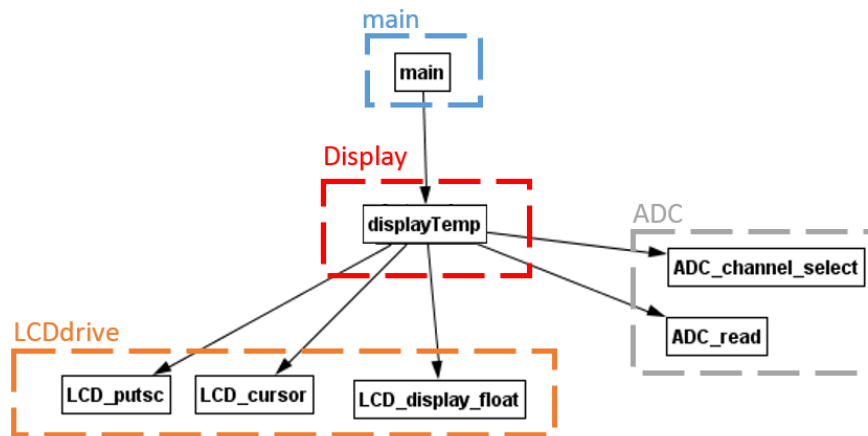 main
main
Display
displayTemp
ADC
ADC_channel_select
ADC_read
LCDdrive
LCD_putsc
LCD_cursor
LCD_display_float